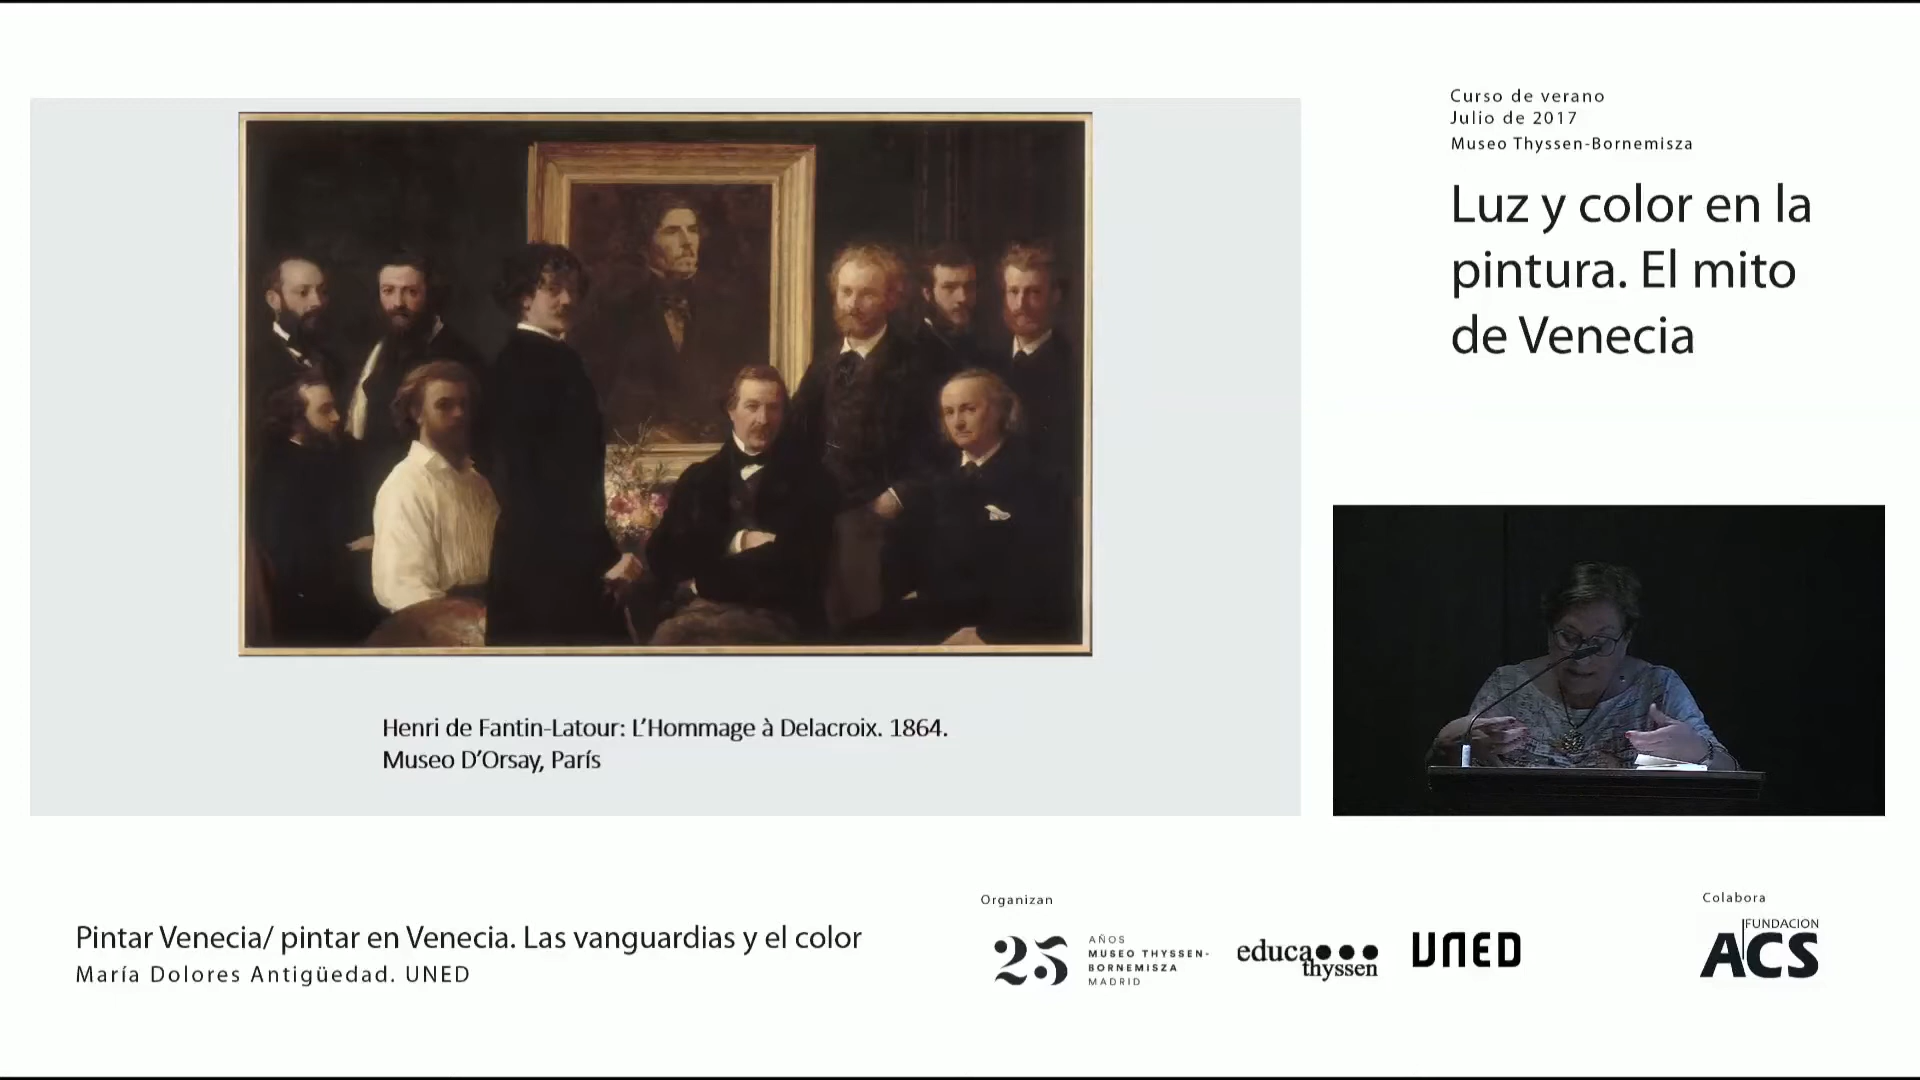 Curso de verano
Julio de 2017
Museo Thyssen-Bornemisza
Luz y color en la
pintura. El mito
de Venecia
Henri de Fantin-Latour: L'Hommage à Delacroix. 1864.
Museo D'Orsay, París
Pintar Venecia/ pintar en Venecia. Las vanguardias y el color
María Dolores Antigüedad. UNED
Organizan
25
AÑOS
MUSEO THYSSEN-
BORNEMISZA
MADRID
educa
thyssen
UNED
Colabora
FUNDACION
ACS